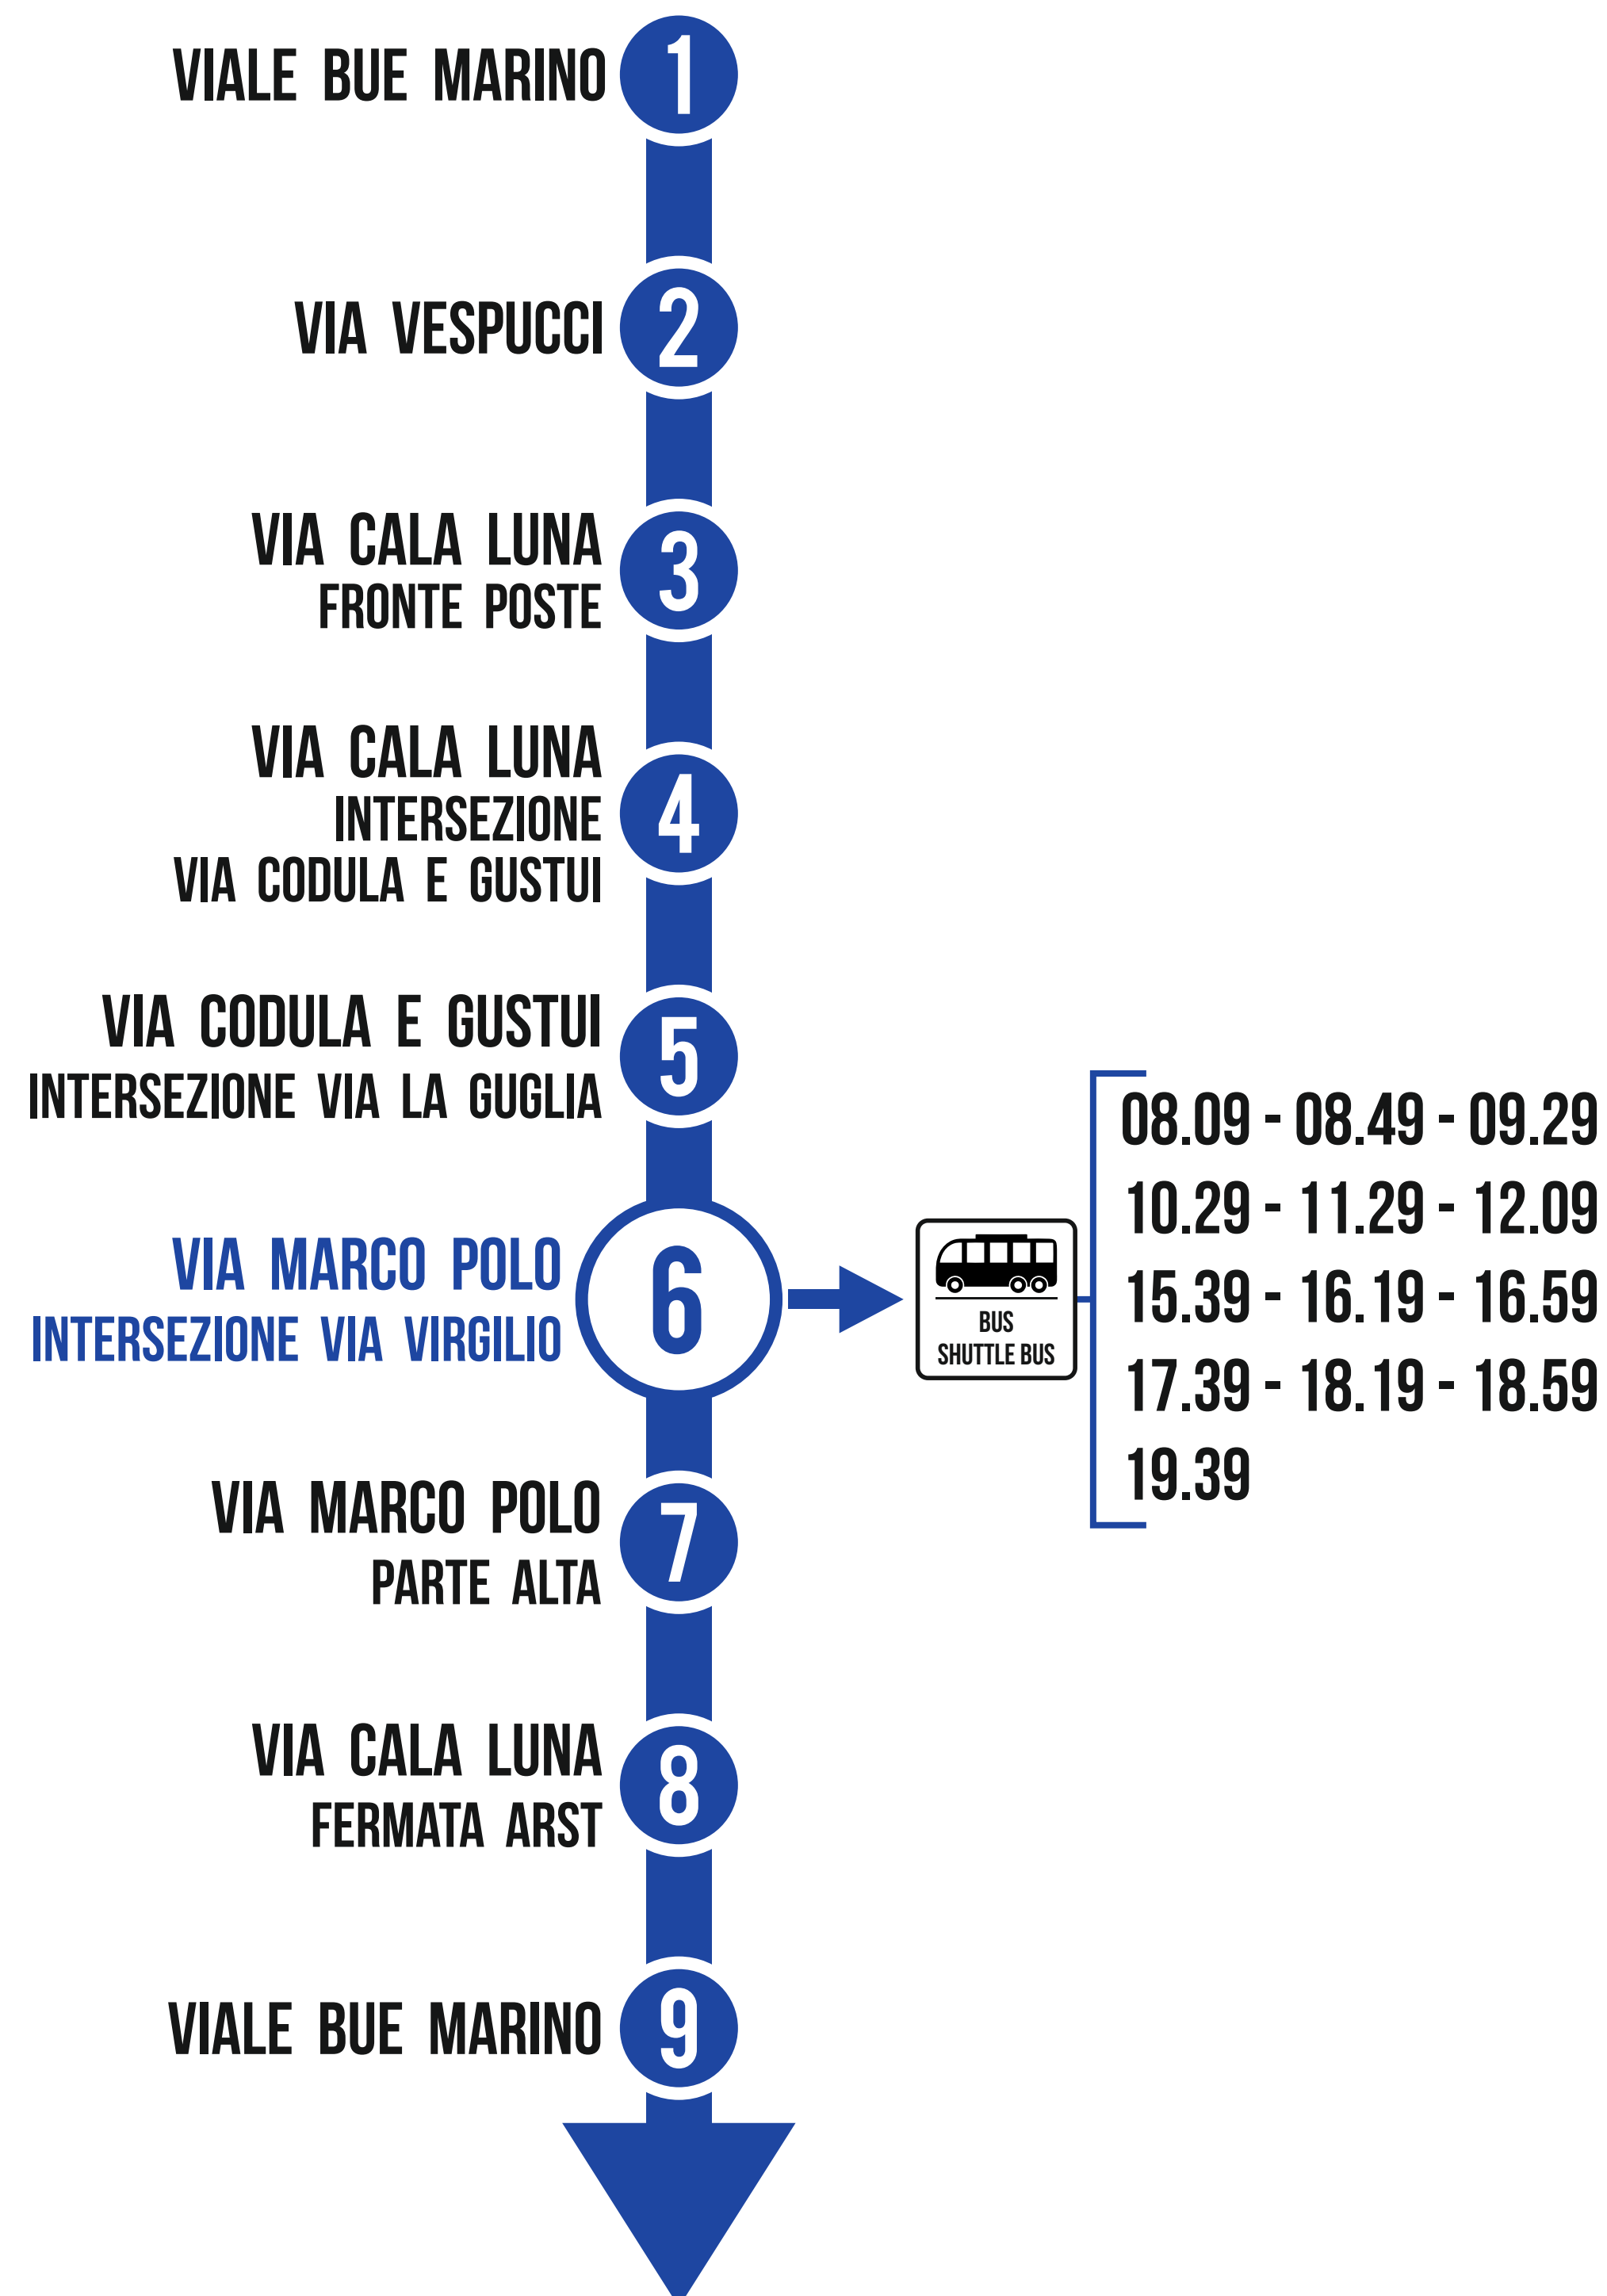 VIALE BUE MARINO
1
VIA VESPUCCI
2
VIA CALA LUNA
FRONTE POSTE
3
VIA CALA LUNA
INTERSEZIONE
VIA CODULA E GUSTUI
4
VIA CODULA E GUSTUI
INTERSEZIONE VIA LA GUGLIA
5
VIA MARCO POLO
INTERSEZIONE VIA VIRGILIO
6
BUS
SHUTTLE BUS
08.09 - 08.49 - 09.29
10.29 - 11.29 - 12.09
15.39 - 16.19 - 16.59
17.39 - 18.19 - 18.59
19.39
VIA MARCO POLO
PARTE ALTA
7
VIA CALA LUNA
FERMATA ARST
8
VIALE BUE MARINO
9